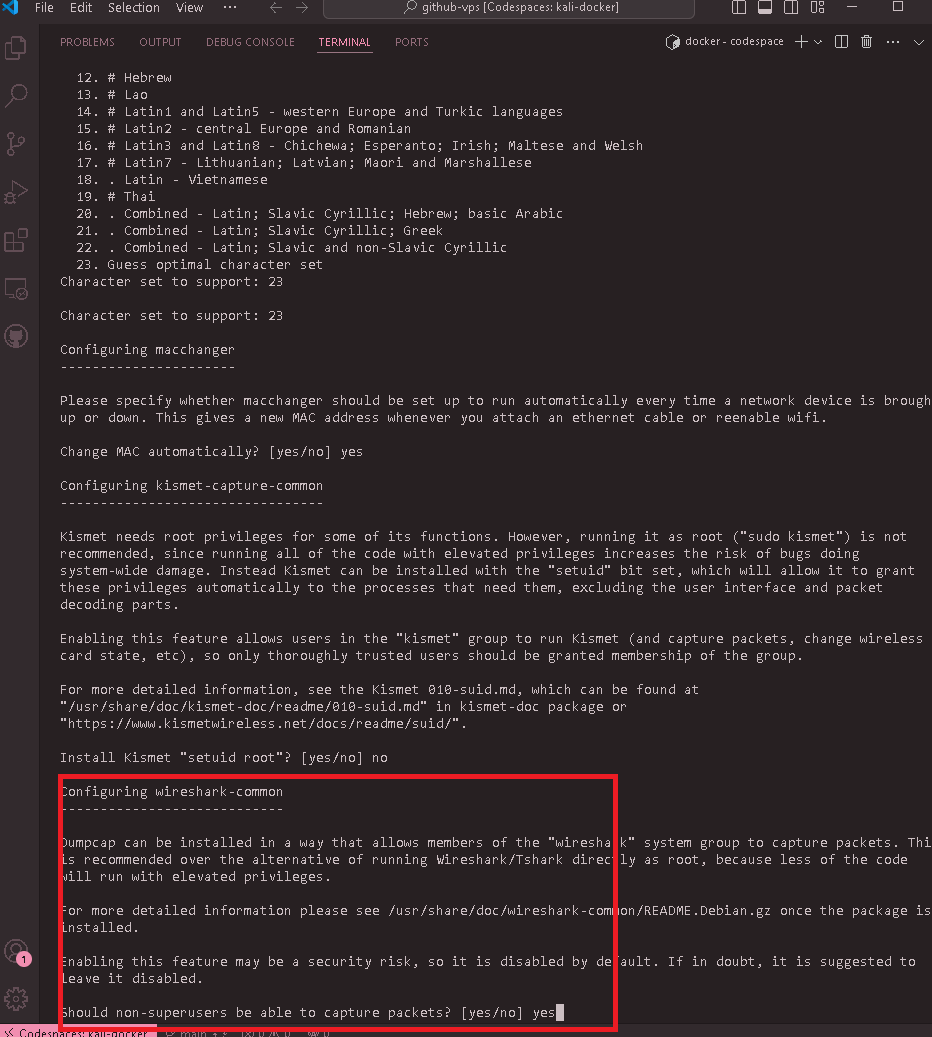 File Edit Selection View ··· github-vps [Codespaces: kali-docker]
PROBLEMS OUTPUT DEBUG CONSOLE TERMINAL PORTS docker - codespace
12. # Hebrew
13. # Lao
14. # Latin1 and Latin5 - western Europe and Turkic languages
15. # Latin2 - central Europe and Romanian
16. # Latin3 and Latin8 - Chichewa; Esperanto; Irish; Maltese and Welsh
17. # Latin7 - Lithuanian; Latvian; Maori and Marshallese
18. . Latin - Vietnamese
19. # Thai
20. . Combined - Latin; Slavic Cyrillic; Hebrew; basic Arabic
21. . Combined - Latin; Slavic Cyrillic; Greek
22. . Combined - Latin; Slavic and non-Slavic Cyrillic
23. Guess optimal character set
Character set to support: 23
Character set to support: 23
Configuring macchanger
----------------------
Please specify whether macchanger should be set up to run automatically every time a network device is brough
up or down. This gives a new MAC address whenever you attach an ethernet cable or reenable wifi.
Change MAC automatically? [yes/no] yes
Configuring kismet-capture-common
---------------------------------
Kismet needs root privileges for some of its functions. However, running it as root ("sudo kismet") is not
recommended, since running all of the code with elevated privileges increases the risk of bugs doing
system-wide damage. Instead Kismet can be installed with the "setuid" bit set, which will allow it to grant
these privileges automatically to the processes that need them, excluding the user interface and packet
decoding parts.
Enabling this feature allows users in the "kismet" group to run Kismet (and capture packets, change wireless
card state, etc), so only thoroughly trusted users should be granted membership of the group.
For more detailed information, see the Kismet 010-suid.md, which can be found at
"/usr/share/doc/kismet-doc/readme/010-suid.md" in kismet-doc package or
"https://www.kismetwireless.net/docs/readme/suid/".
Install Kismet "setuid root"? [yes/no] no
Configuring wireshark-common
----------------------------
Dumpcap can be installed in a way that allows members of the "wireshark" system group to capture packets. Thi
is recommended over the alternative of running Wireshark/Tshark directly as root, because less of the code
will run with elevated privileges.
For more detailed information please see /usr/share/doc/wireshark-common/README.Debian.gz once the package is
installed.
Enabling this feature may be a security risk, so it is disabled by default. If in doubt, it is suggested to
leave it disabled.
Should non-superusers be able to capture packets? [yes/no] yes
1
Codespaces: kali-docker main